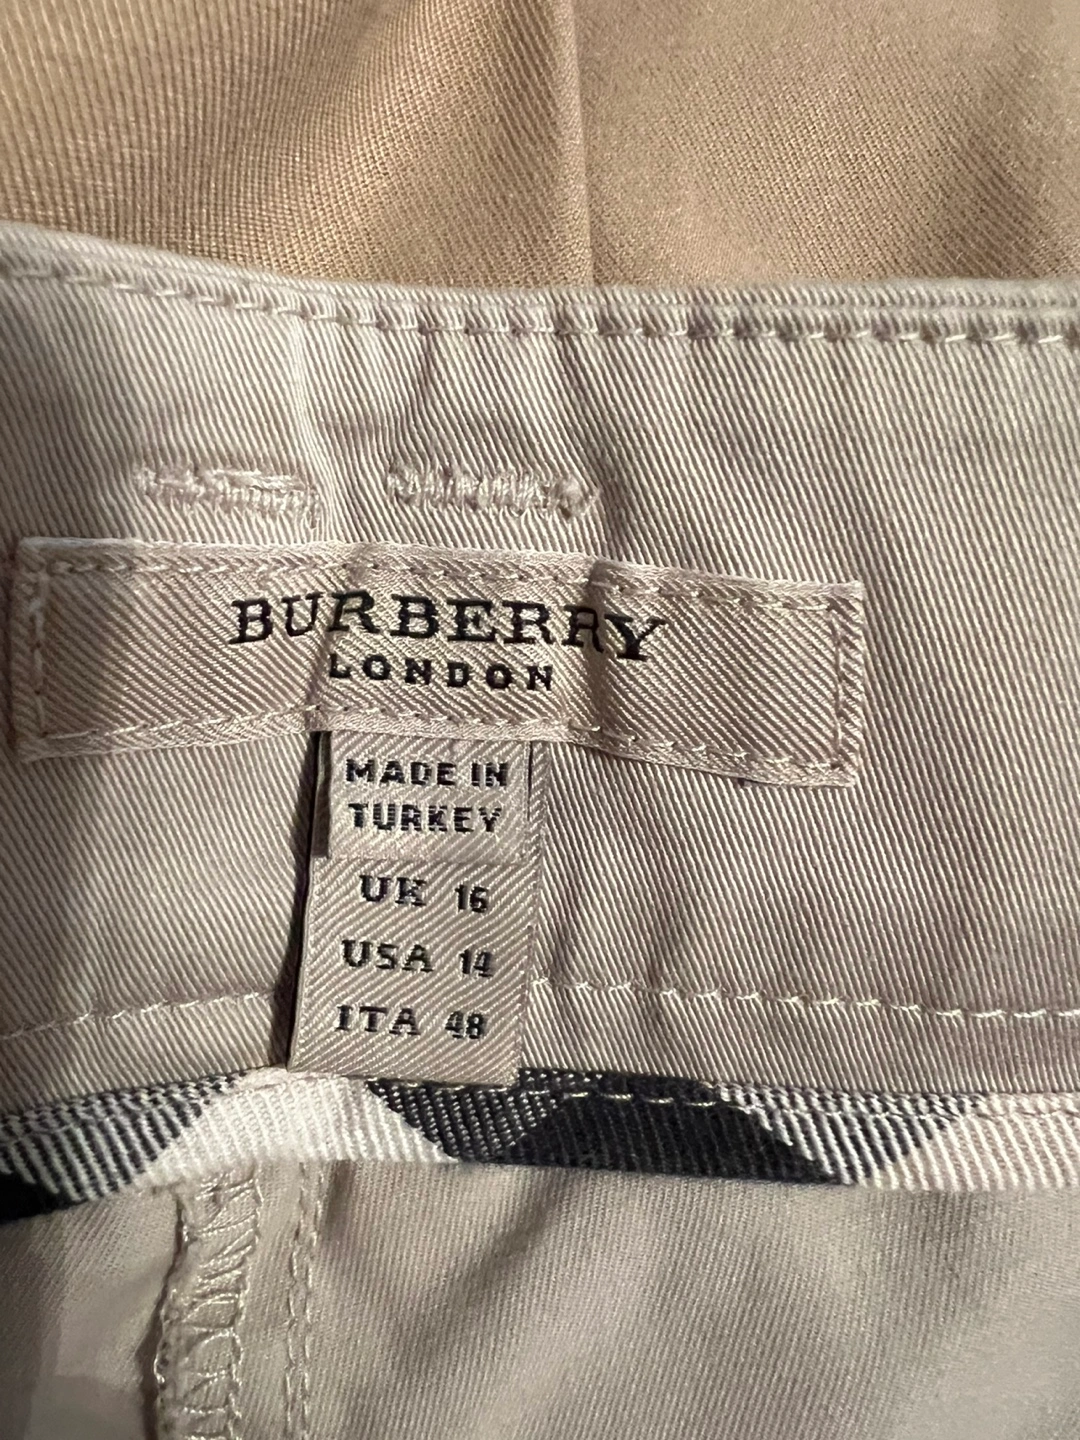 BURBERRY
LONDON
MADE IN
TURKEY
UK 16
USA 14
ITA 48